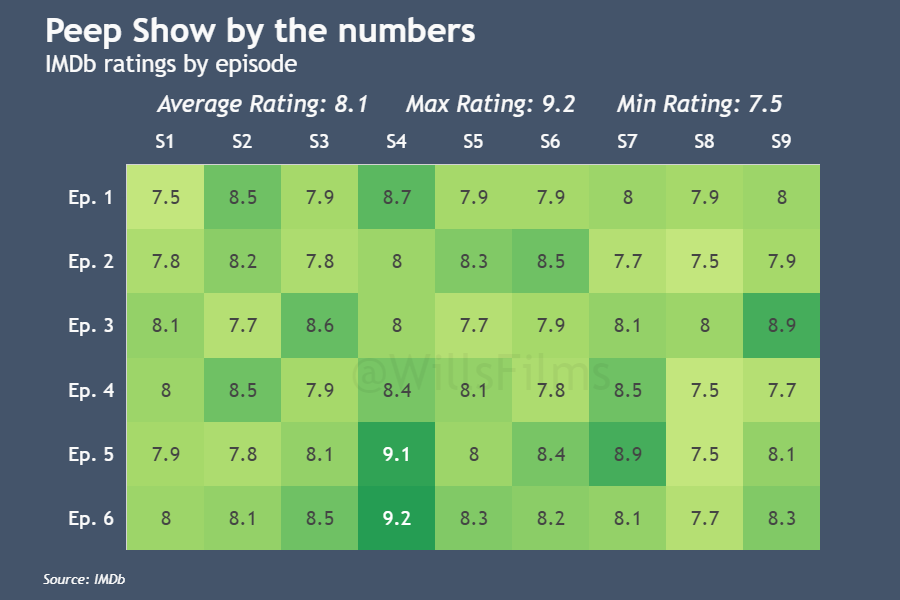 Peep Show by the numbers
IMDb ratings by episode
Average Rating: 8.1 Max Rating: 9.2 Min Rating: 7.5
S1 S2 S3 S4 S5 S6 S7 S8 S9
Ep. 1 7.5 8.5 7.9 8.7 7.9 7.9 8 7.9 8
Ep. 2 7.8 8.2 7.8 8 8.3 8.5 7.7 7.5 7.9
Ep. 3 8.1 7.7 8.6 8 7.7 7.9 8.1 8 8.9
@WillsFilms
Ep. 4 8 8.5 7.9 8.4 8.1 7.8 8.5 7.5 7.7
Ep. 5 7.9 7.8 8.1 9.1 8 8.4 8.9 7.5 8.1
Ep. 6 8 8.1 8.5 9.2 8.3 8.2 8.1 7.7 8.3
Source: IMDb